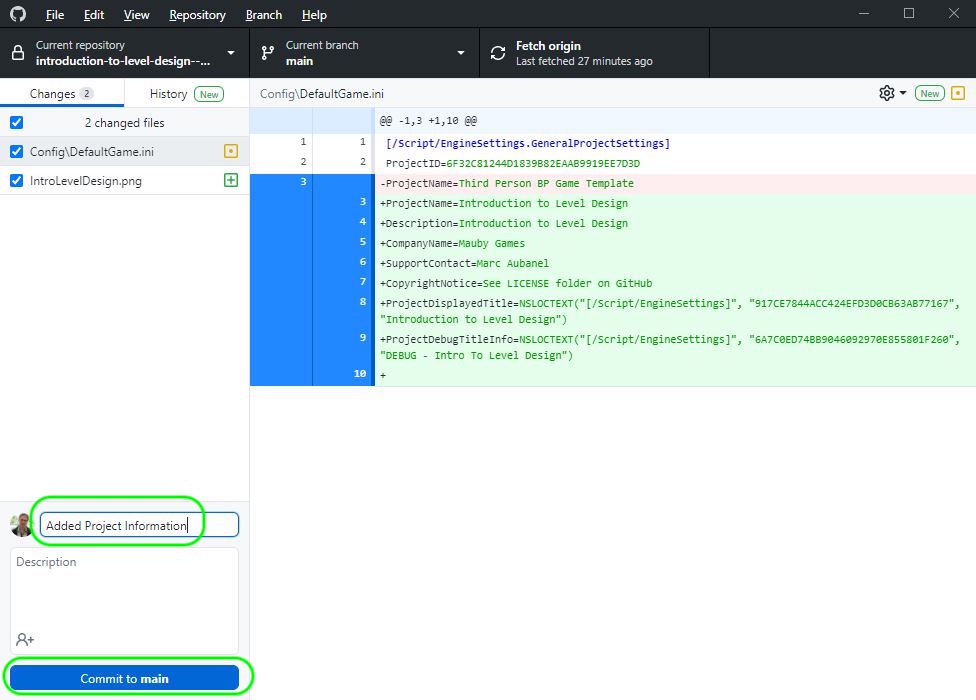 File Edit View Repository Branch Help
Current repository
introduction-to-level-design--...
Current branch
main
Fetch origin
Last fetched 27 minutes ago
Changes 2 History New
Config\DefaultGame.ini New
2 changed files
Config\DefaultGame.ini
IntroLevelDesign.png
@@ -1,3 +1,10 @@
1 1 [/Script/EngineSettings.GeneralProjectSettings]
2 2 ProjectID=6F32C81244D1839B82EAAB9919EE7D3D
3 -ProjectName=Third Person BP Game Template
3 +ProjectName=Introduction to Level Design
4 +Description=Introduction to Level Design
5 +CompanyName=Mauby Games
6 +SupportContact=Marc Aubanel
7 +CopyrightNotice=See LICENSE folder on GitHub
8 +ProjectDisplayedTitle=NSLOCTEXT("[/Script/EngineSettings]", "917CE7844ACC424EFD3D0CB63AB77167",
"Introduction to Level Design")
9 +ProjectDebugTitleInfo=NSLOCTEXT("[/Script/EngineSettings]", "6A7C0ED74BB9046092970E855801F260",
"DEBUG - Intro To Level Design")
10 +
Added Project Information
Description
Commit to main